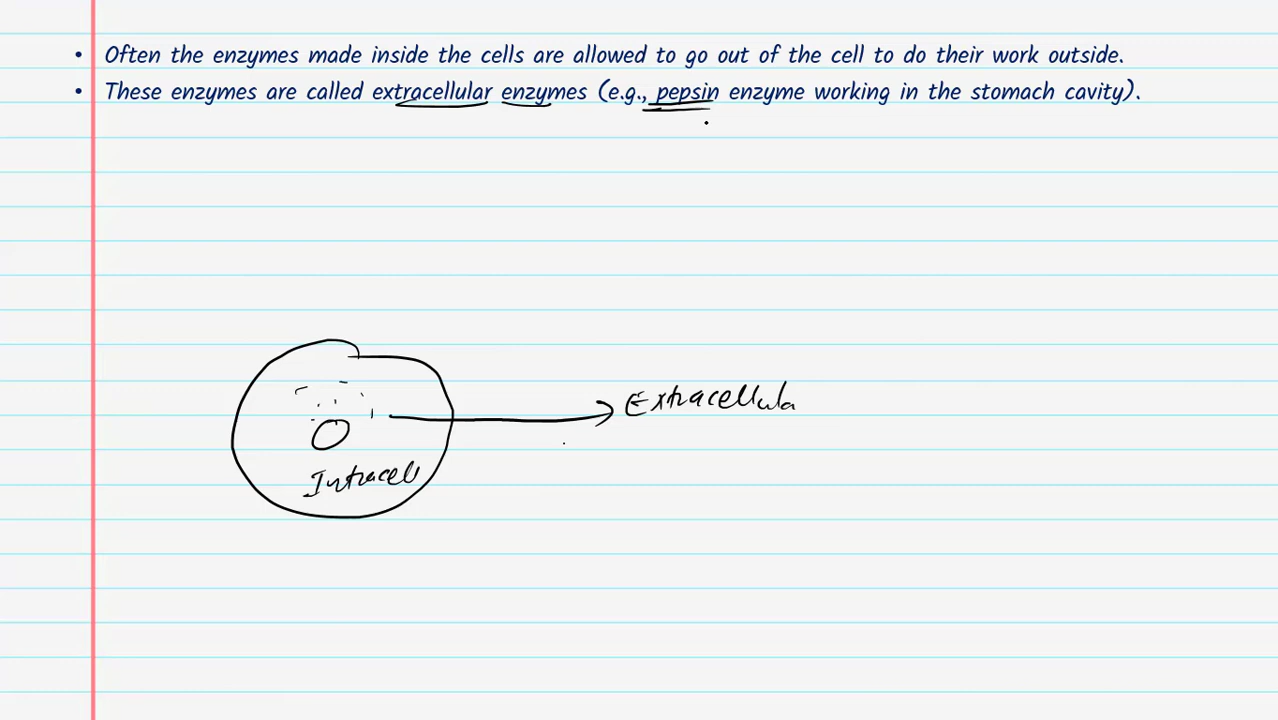 • Often the enzymes made inside the cells are allowed to go out of the cell to do their work outside.
• These enzymes are called extracellular enzymes (e.g., pepsin enzyme working in the stomach cavity).
Extracellula
Intracell